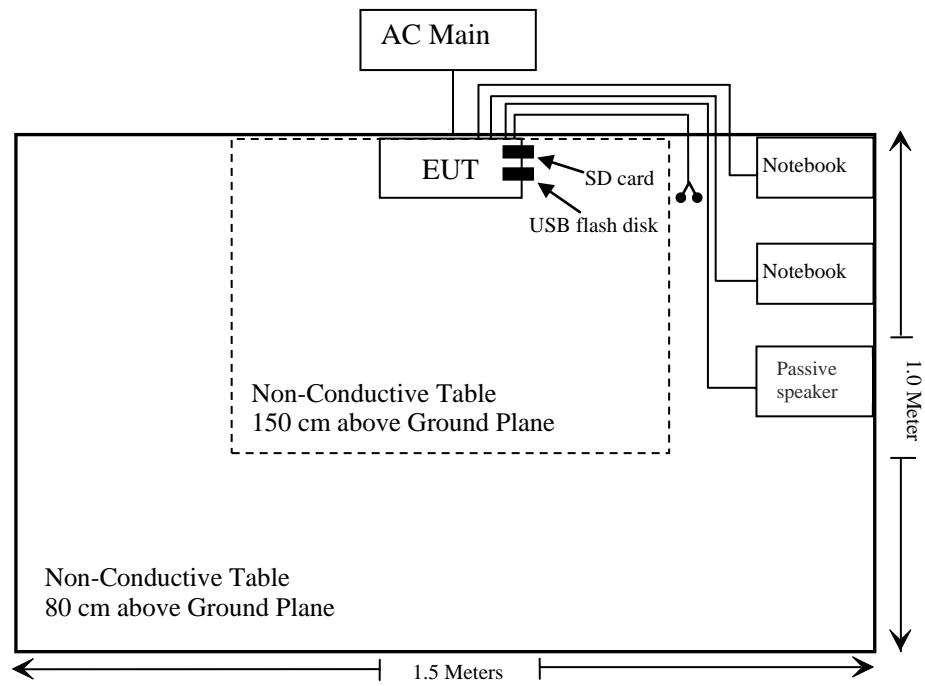 AC Main
EUT
SD card
USB flash disk
Notebook
Notebook
Passive
speaker
Non-Conductive Table
150 cm above Ground Plane
Non-Conductive Table
80 cm above Ground Plane
1.0 Meter
1.5 Meters